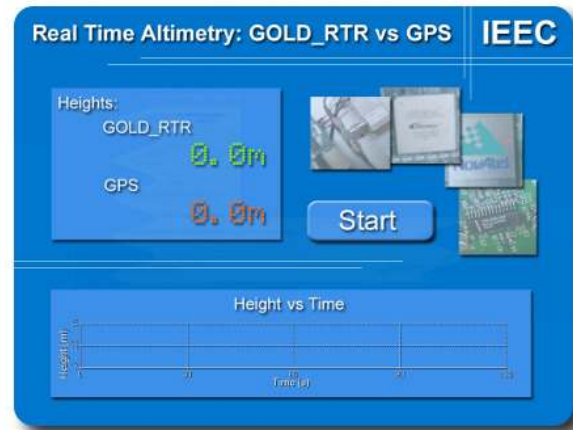 Real Time Altimetry: GOLD_RTR vs GPS
IEEC
Heights:
GOLD_RTR
0.0m
GPS
0.0m
Start
Height vs Time
Height (m)
Time (s)